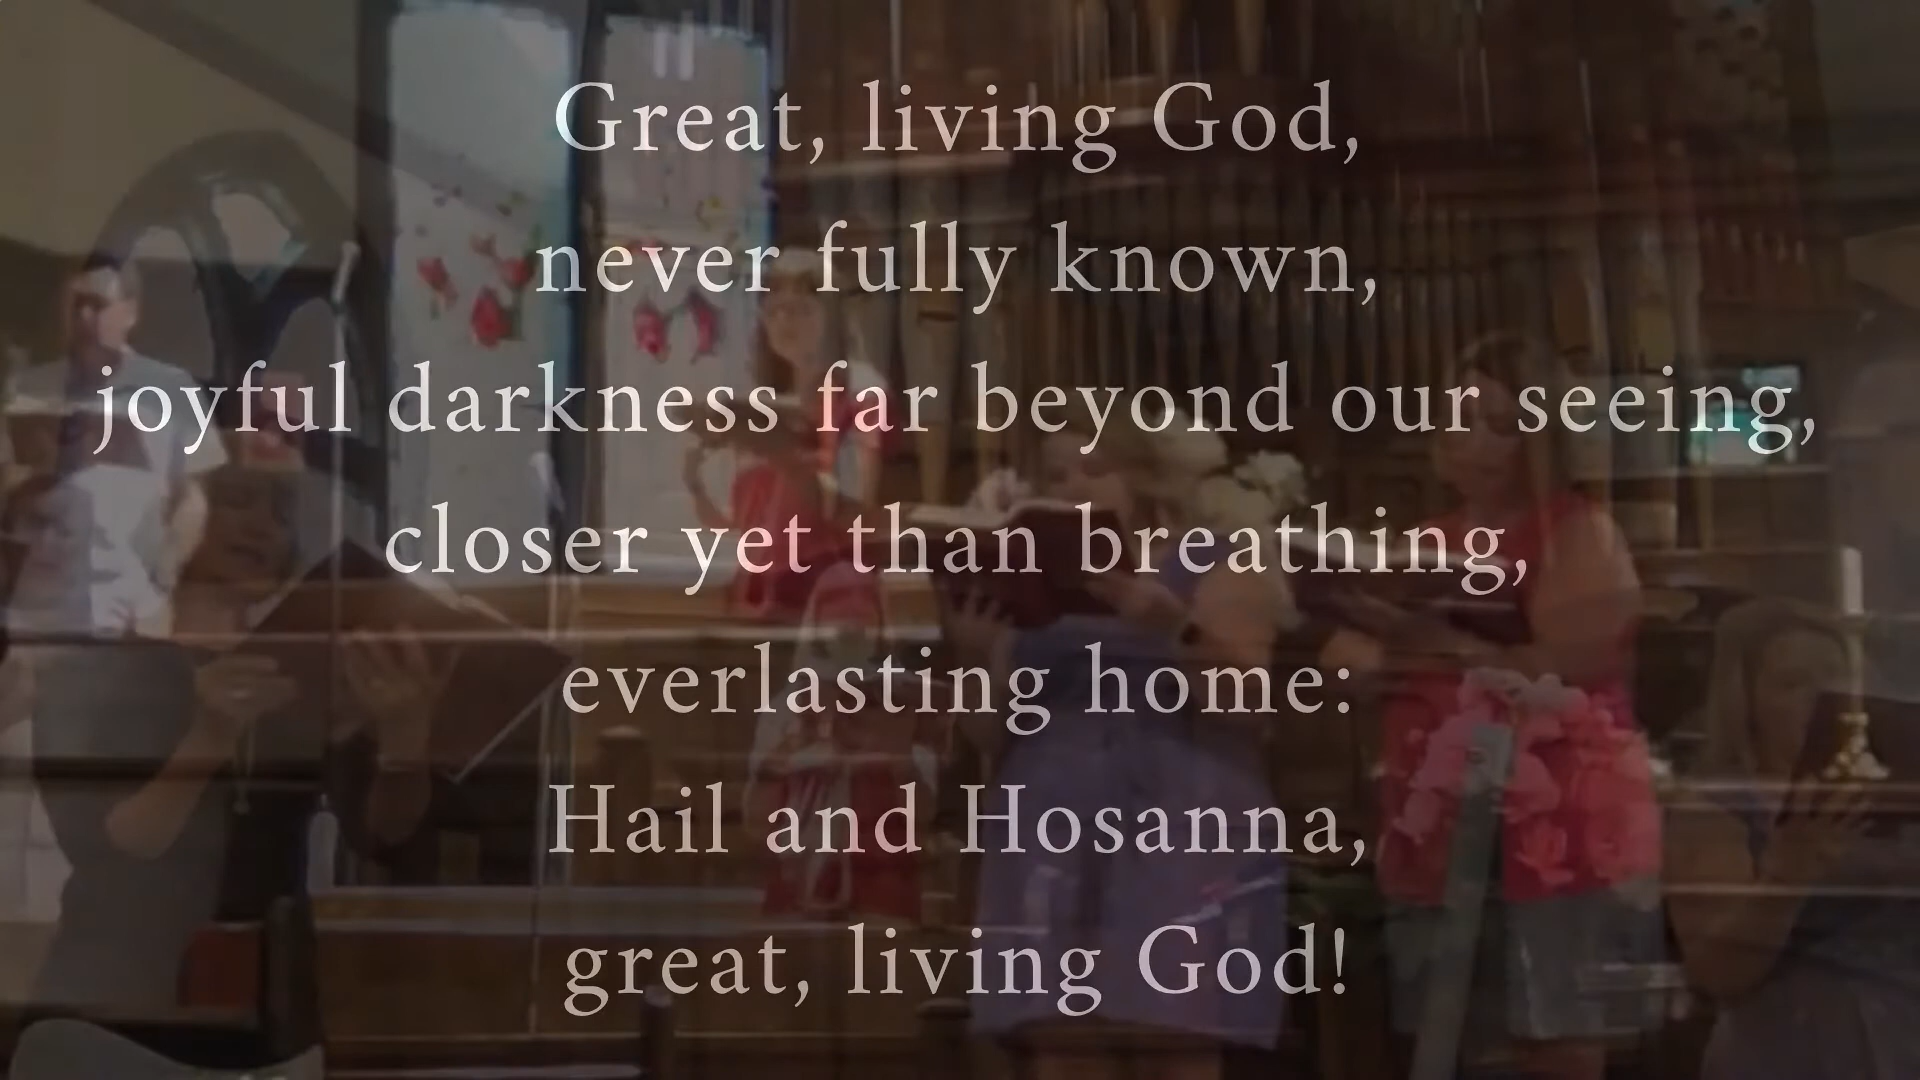 Great, living God,
never fully known,
joyful darkness far beyond our seeing,
closer yet than breathing,
everlasting home:
Hail and Hosanna,
great, living God!